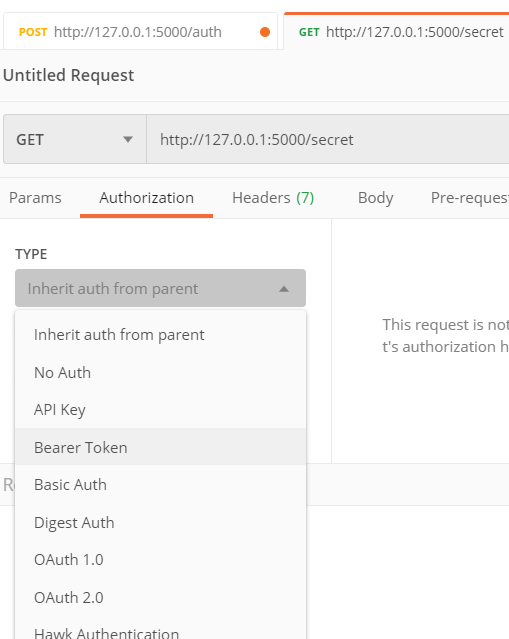 POST http://127.0.0.1:5000/auth
GET http://127.0.0.1:5000/secret
Untitled Request
GET http://127.0.0.1:5000/secret
Params Authorization Headers (7) Body Pre-reques
TYPE
Inherit auth from parent
This request is not
t's authorization h
Inherit auth from parent
No Auth
API Key
Bearer Token
Basic Auth
Digest Auth
OAuth 1.0
OAuth 2.0
Hawk Authentication